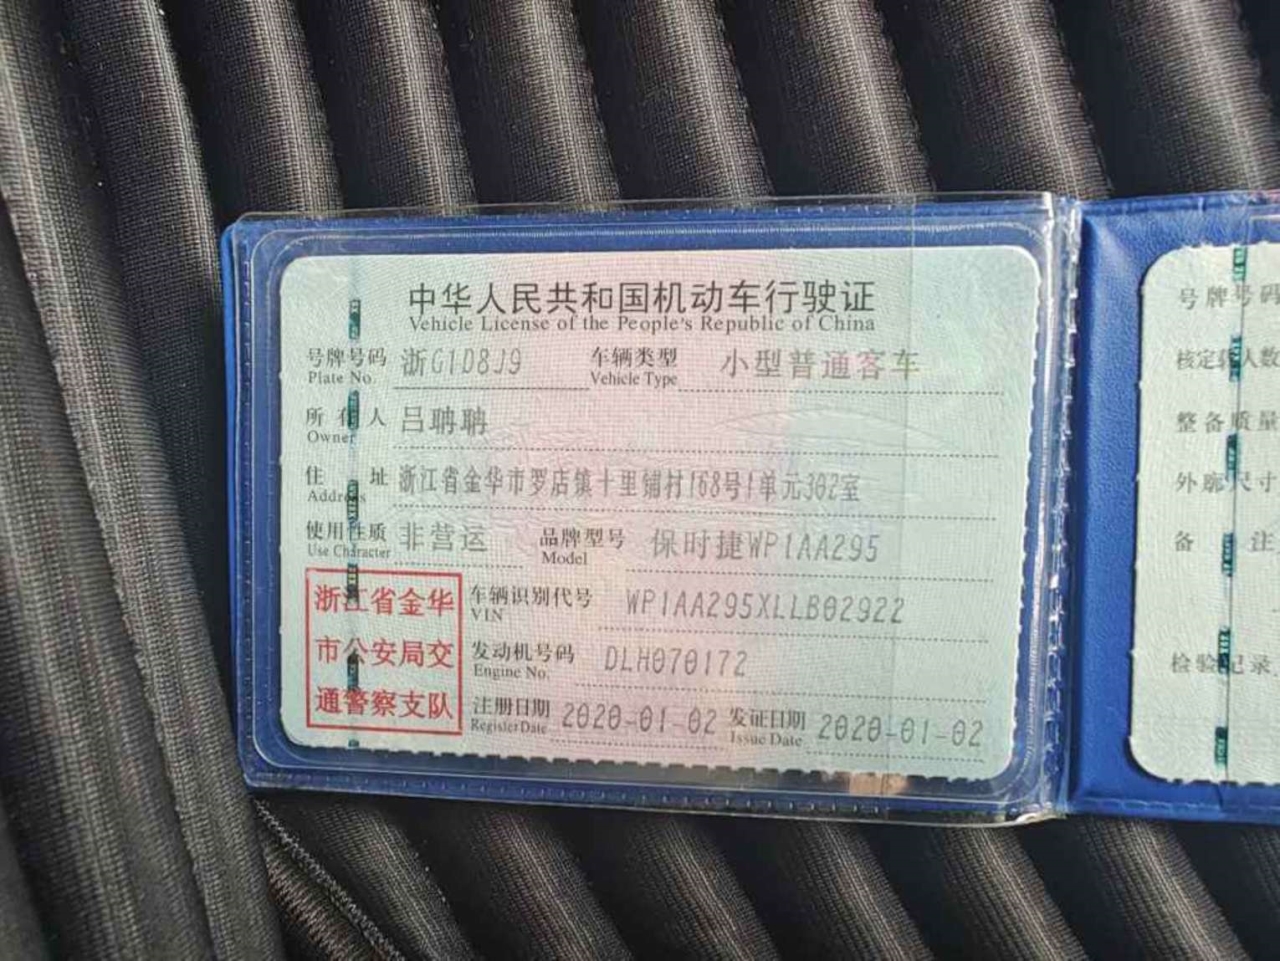 中华人民共和国机动车行驶证
Vehicle License of the People's Republic of China
号牌号码 浙G1D8J9 车辆类型 小型普通客车
Plate No. Vehicle Type
所有人 吕聃聃
Owner
住址 浙江省金华市罗店镇十里铺村168号1单元302室
Address
使用性质 非营运 品牌型号 保时捷WP1AA295
Use Character Model
浙江省金华
市公安局交
通警察支队
车辆识别代号 WP1AA295XLLB02922
VIN
发动机号码 DLH070172
Engine No.
注册日期 2020-01-02 发证日期 2020-01-02
Register Date Issue Date
号牌号码
核定载人数
整备质量
外廓尺寸
备注
检验记录